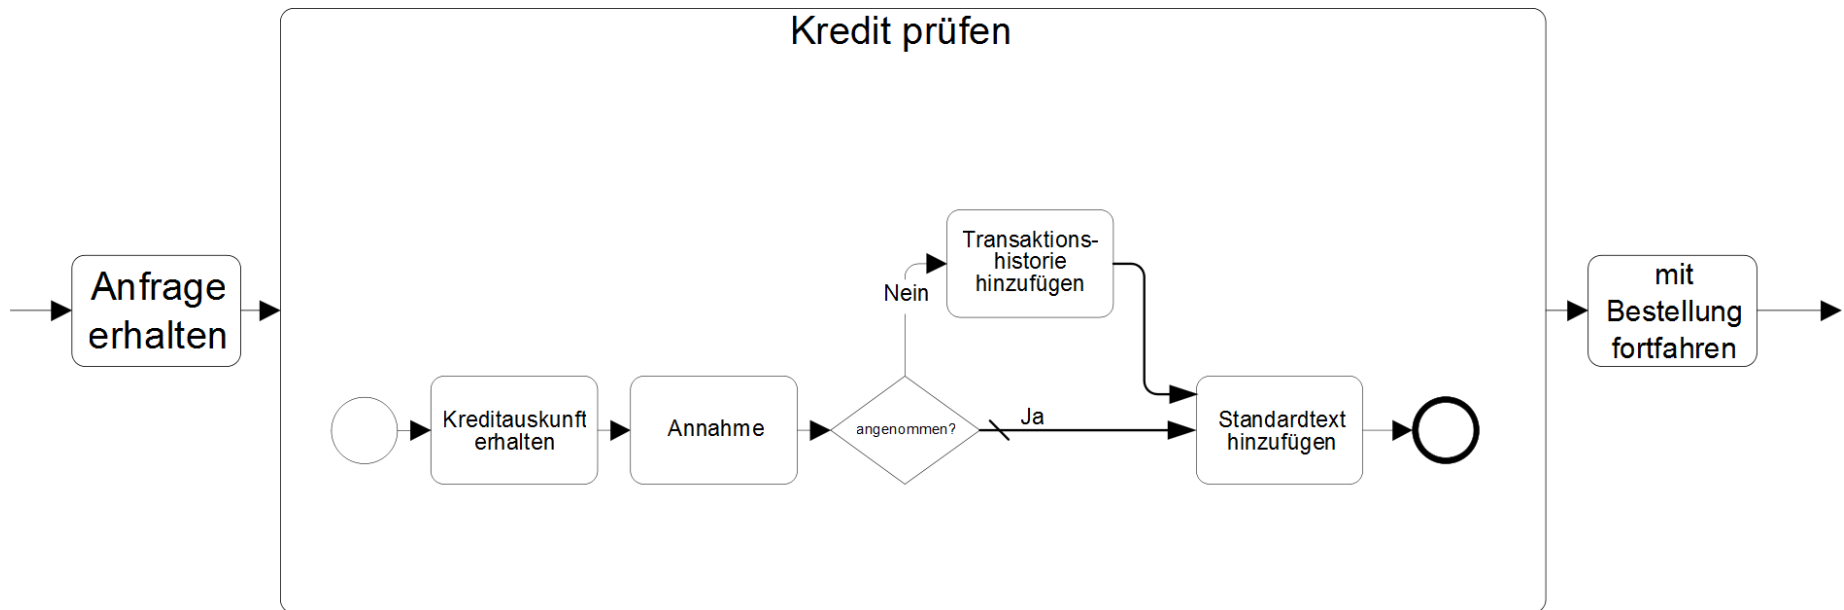 Kredit prüfen
Anfrage
erhalten
Kreditauskunft
erhalten
Annahme
angenommen?
Nein
Transaktions-
historie
hinzufügen
Ja
Standardtext
hinzufügen
mit
Bestellung
fortfahren